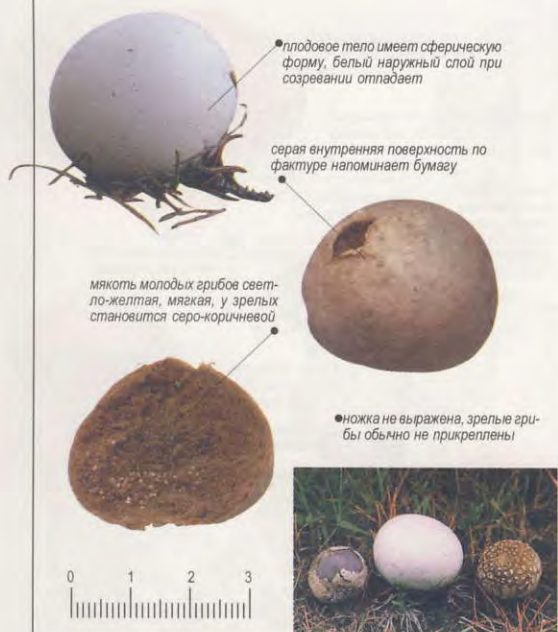 плодовое тело имеет сферическую
форму, белый наружный слой при
созревании отпадает
серая внутренняя поверхность по
фактуре напоминает бумагу
мякоть молодых грибов свет-
ло-желтая, мягкая, у зрелых
становится серо-коричневой
ножка не выражена, зрелые гри-
бы обычно не прикреплены
0 1 2 3